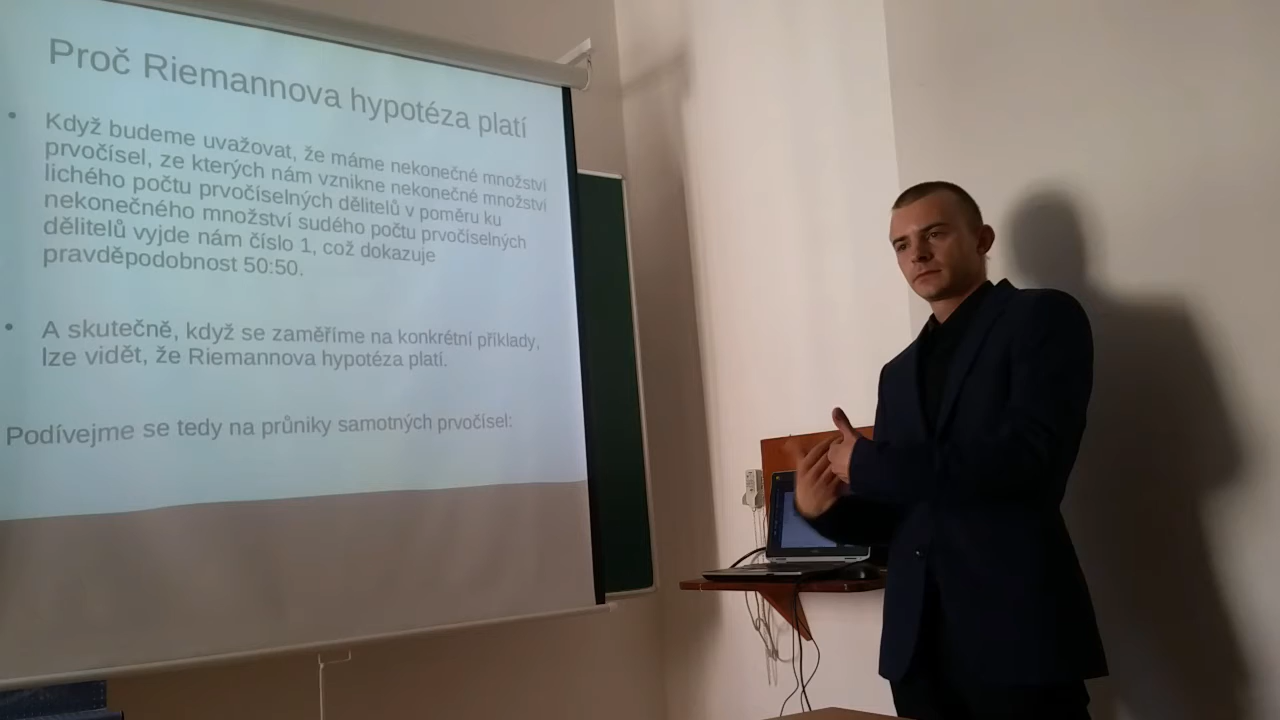 Proč Riemannova hypotéza platí
• Když budeme uvažovat, že máme nekonečné množství
prvočísel, ze kterých nám vznikne nekonečné množství
lichého počtu prvočíselných dělitelů v poměru ku
nekonečného množství sudého počtu prvočíselných
dělitelů vyjde nám číslo 1, což dokazuje
pravděpodobnost 50:50.
• A skutečně, když se zaměříme na konkrétní příklady,
lze vidět, že Riemannova hypotéza platí.
Podívejme se tedy na průniky samotných prvočísel: